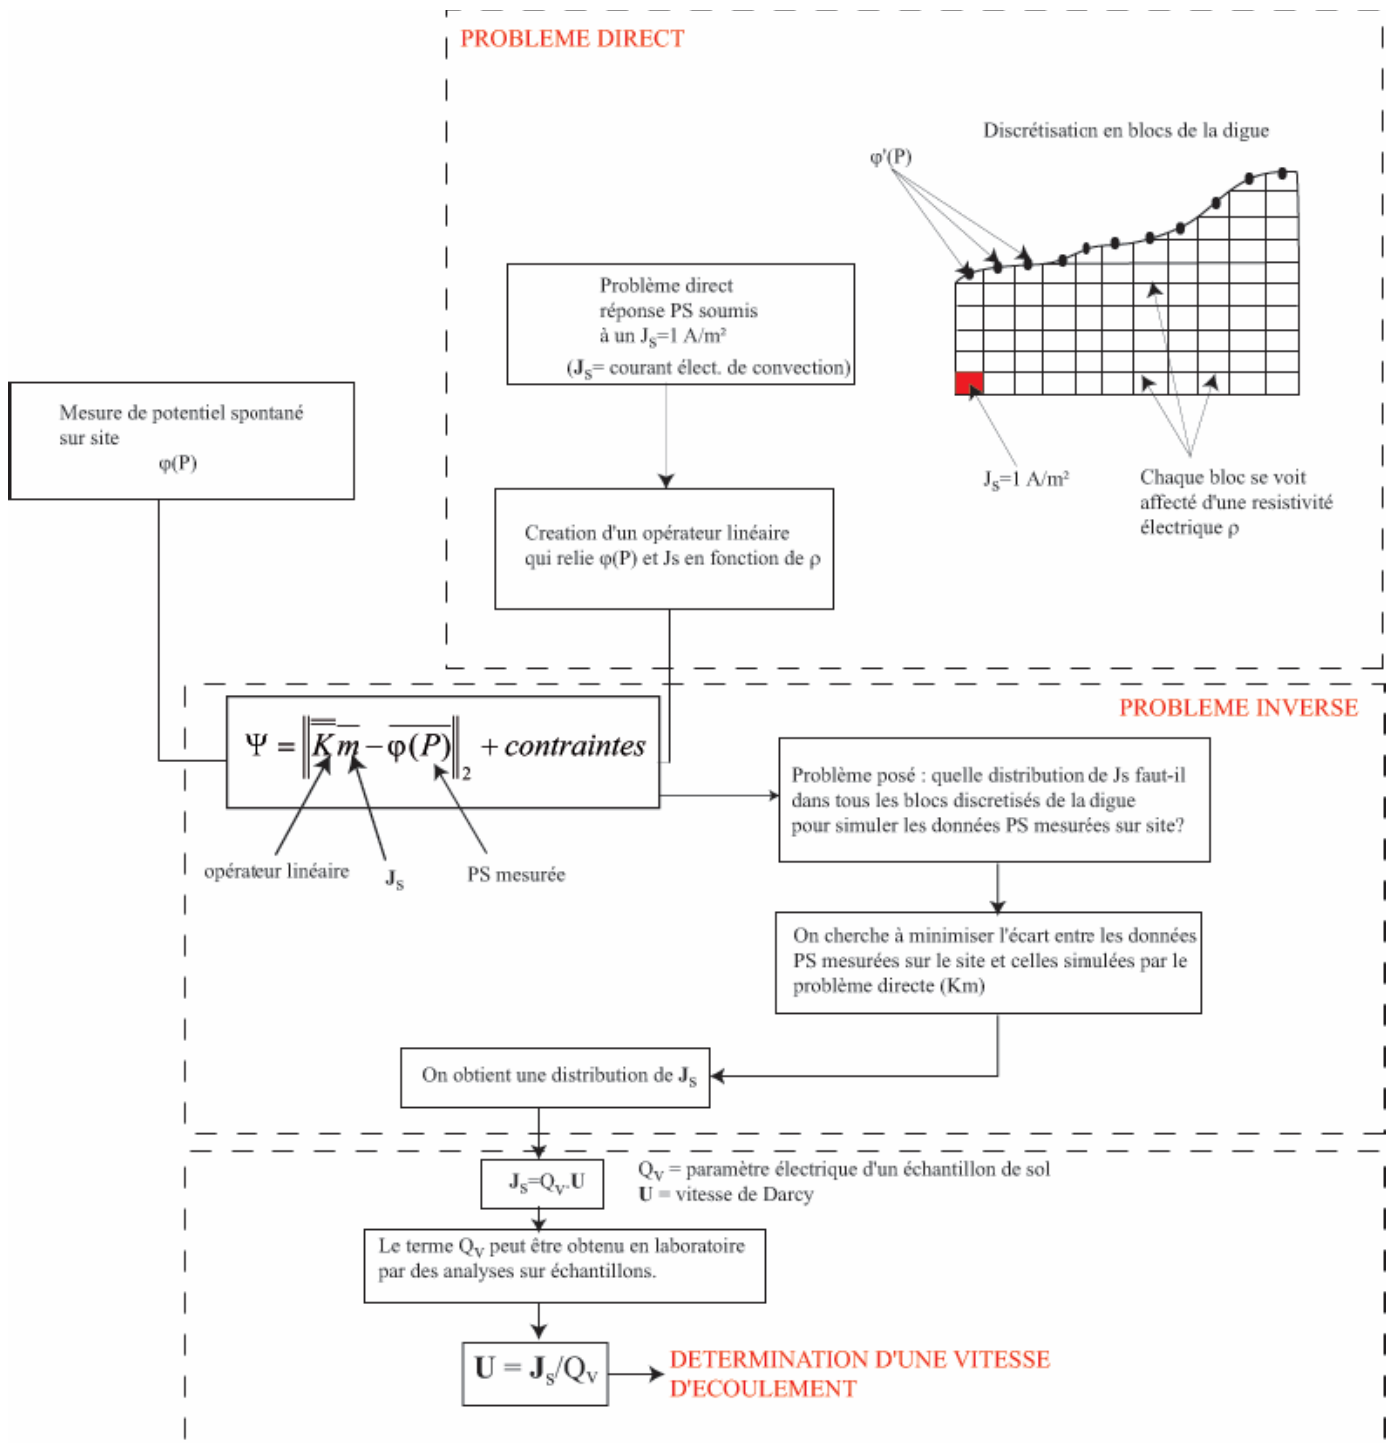 PROBLEME DIRECT
Discrétisation en blocs de la digue
φ'(P)
Problème direct
réponse PS soumis
à un Js=1 A/m²
(Js= courant élect. de convection)
Mesure de potentiel spontané
sur site
φ(P)
Js=1 A/m²
Chaque bloc se voit
affecté d'une resistivité
électrique ρ
Creation d'un opérateur linéaire
qui relie φ(P) et Js en fonction de ρ
PROBLEME INVERSE
Ψ = ‖K m − φ(P)‖₂ + contraintes
opérateur linéaire
Js
PS mesurée
Problème posé : quelle distribution de Js faut-il
dans tous les blocs discretisés de la digue
pour simuler les données PS mesurées sur site?
On cherche à minimiser l'écart entre les données
PS mesurées sur le site et celles simulées par le
problème directe (Km)
On obtient une distribution de Js
Js=Qv.U
Qv = paramètre électrique d'un échantillon de sol
U = vitesse de Darcy
Le terme Qv peut être obtenu en laboratoire
par des analyses sur échantillons.
U = Js/Qv
DETERMINATION D'UNE VITESSE
D'ECOULEMENT